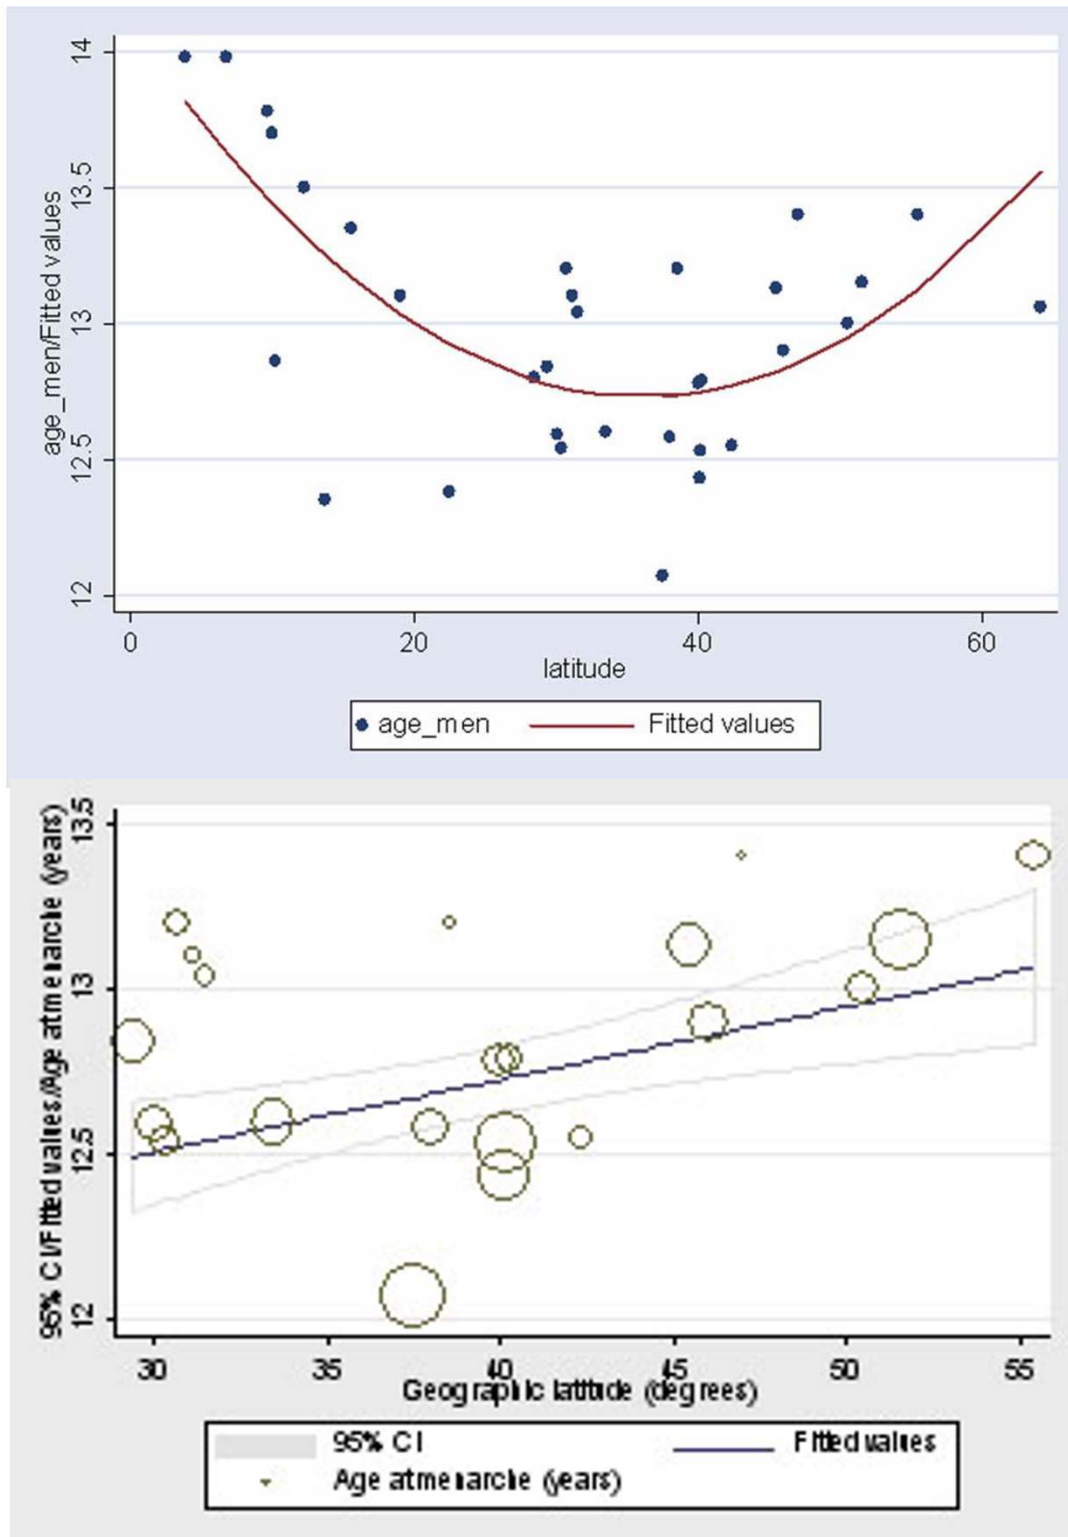 14
13.5
13
12.5
12
age_men/Fitted values
0 20 40 60
latitude
age_men Fitted values
13.5
13
12.5
12
95% CI/Fitted values/Age at menarche (years)
30 35 40 45 50 55
Geographic latitude (degrees)
95% CI Fitted values
Age at menarche (years)